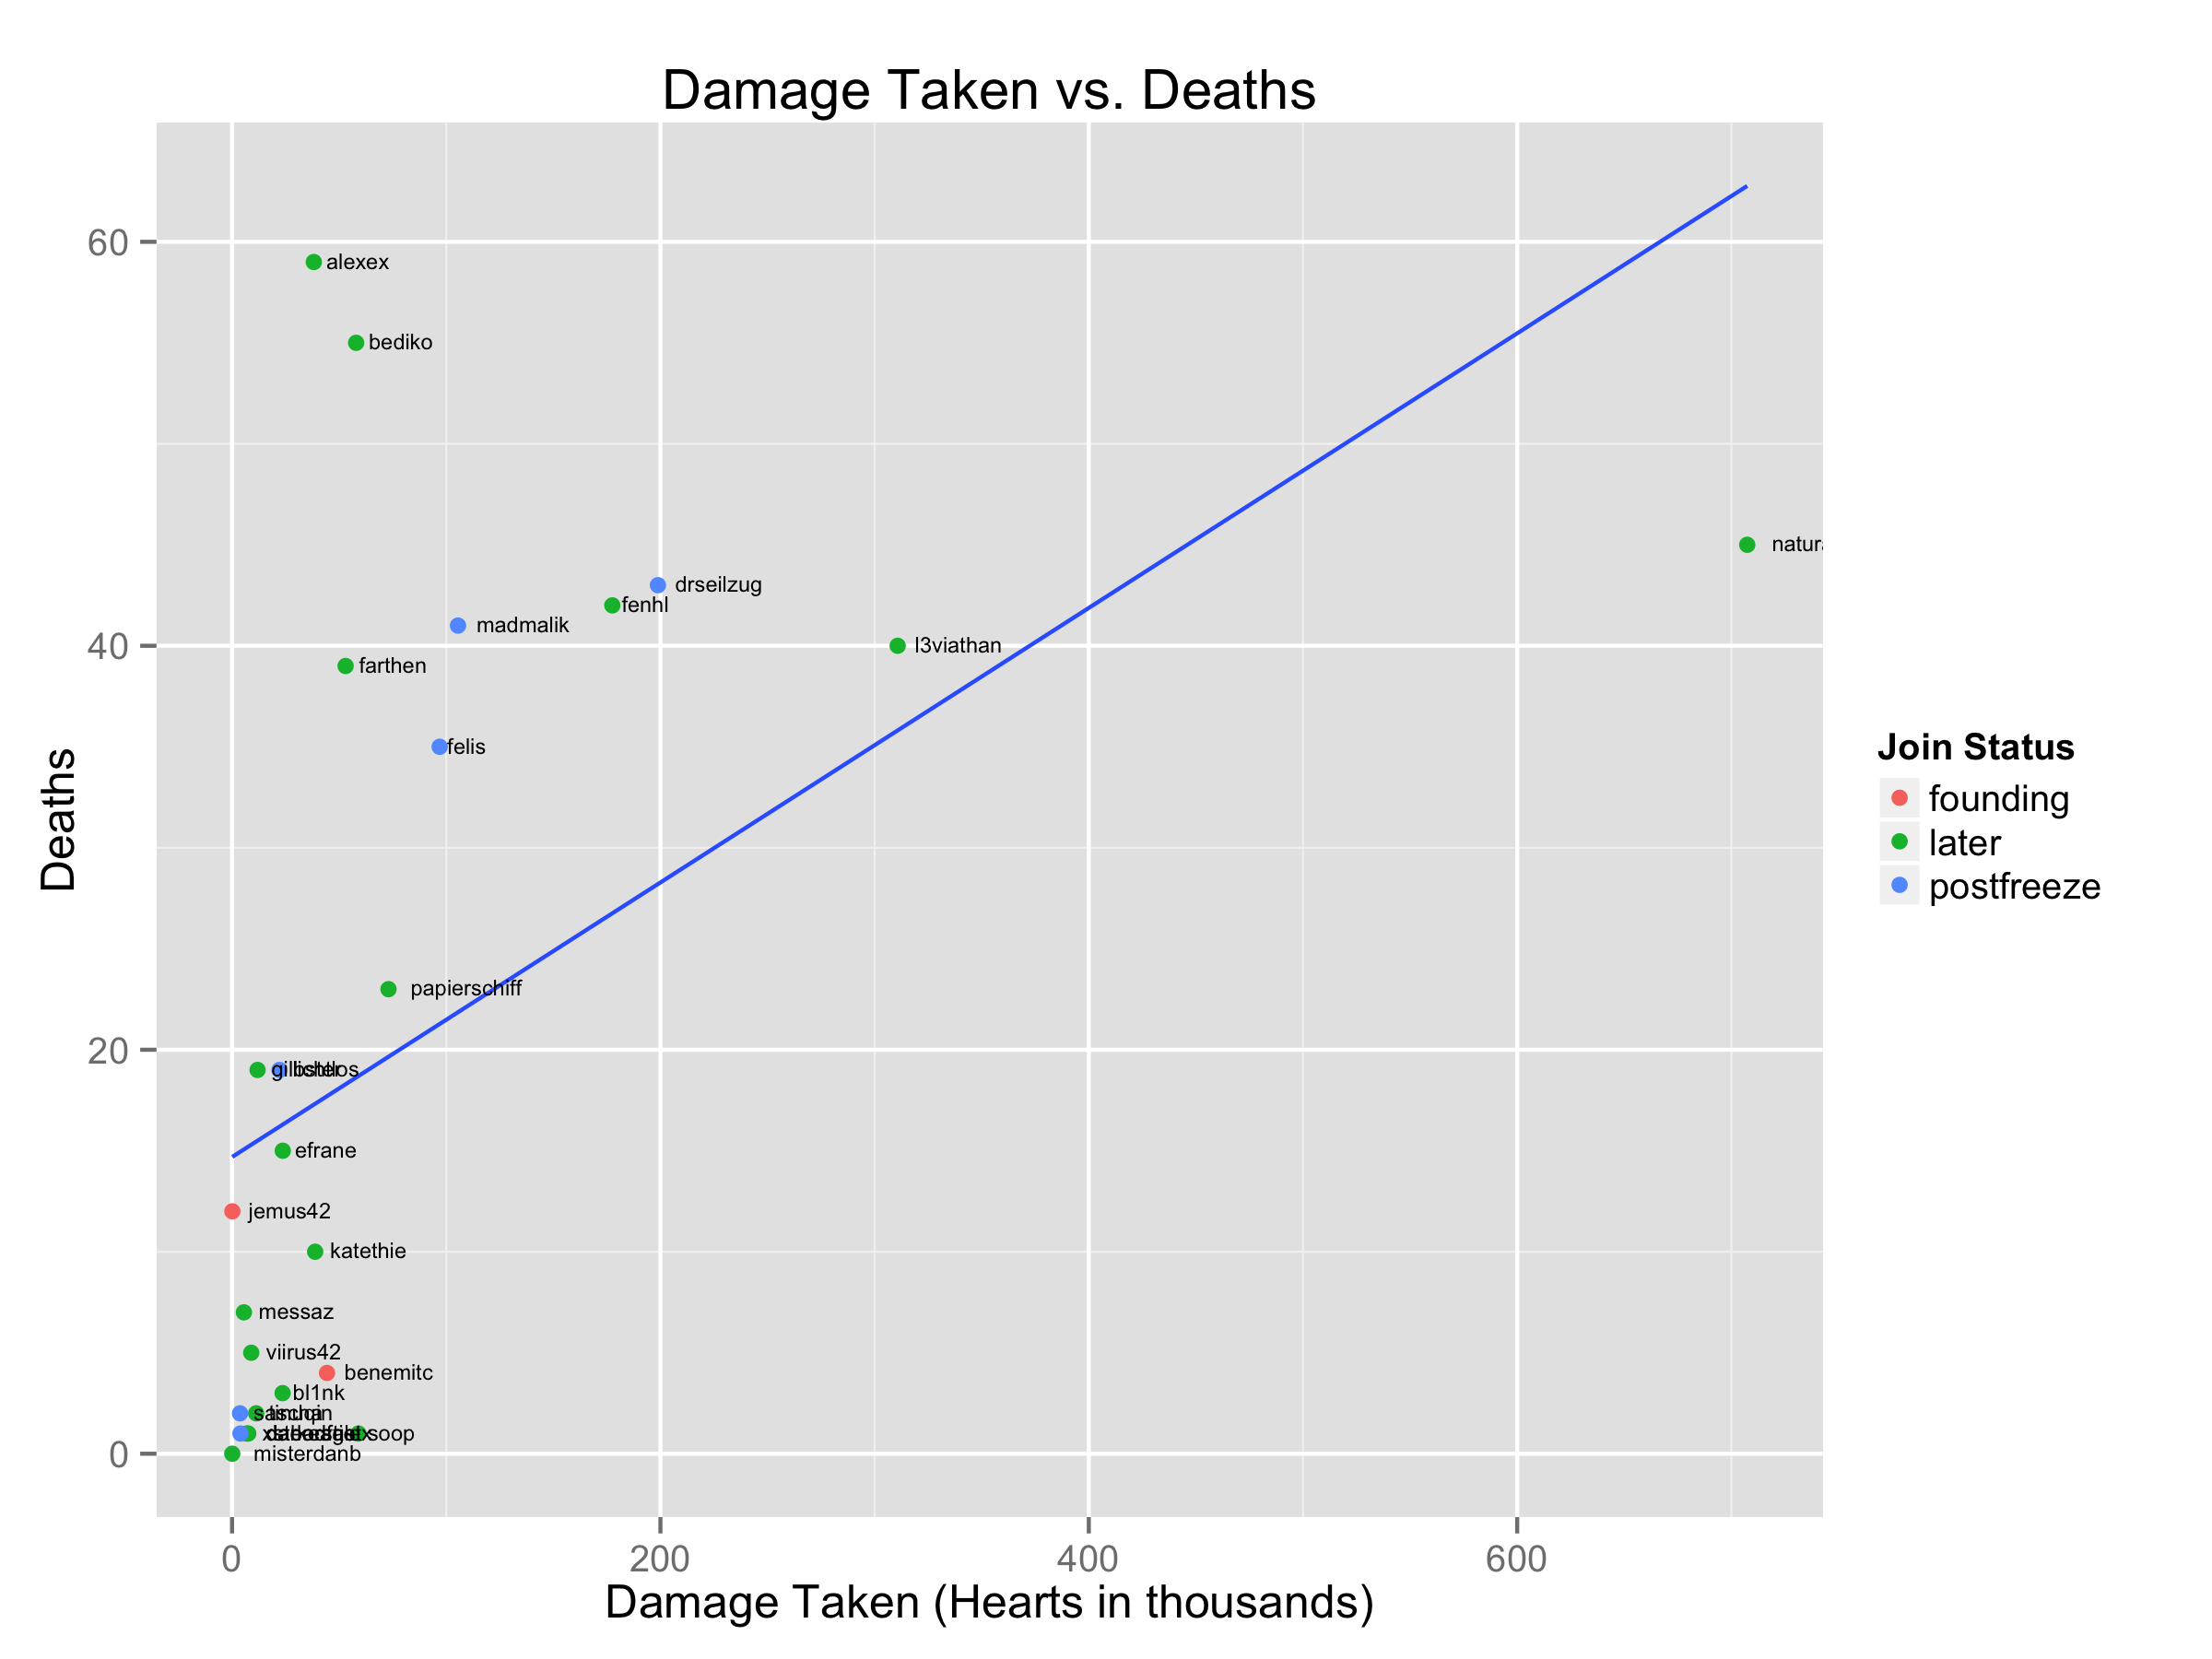 Damage Taken vs. Deaths
60
alexex
bediko
natura
drseilzug
fenhl
madmalik
40
l3viathan
farthen
felis
Deaths
Join Status
founding
later
postfreeze
papierschiff
20
efrane
jemus42
katethie
messaz
viirus42
benemitc
bl1nk
soop
0
misterdanb
0
200
400
600
Damage Taken (Hearts in thousands)